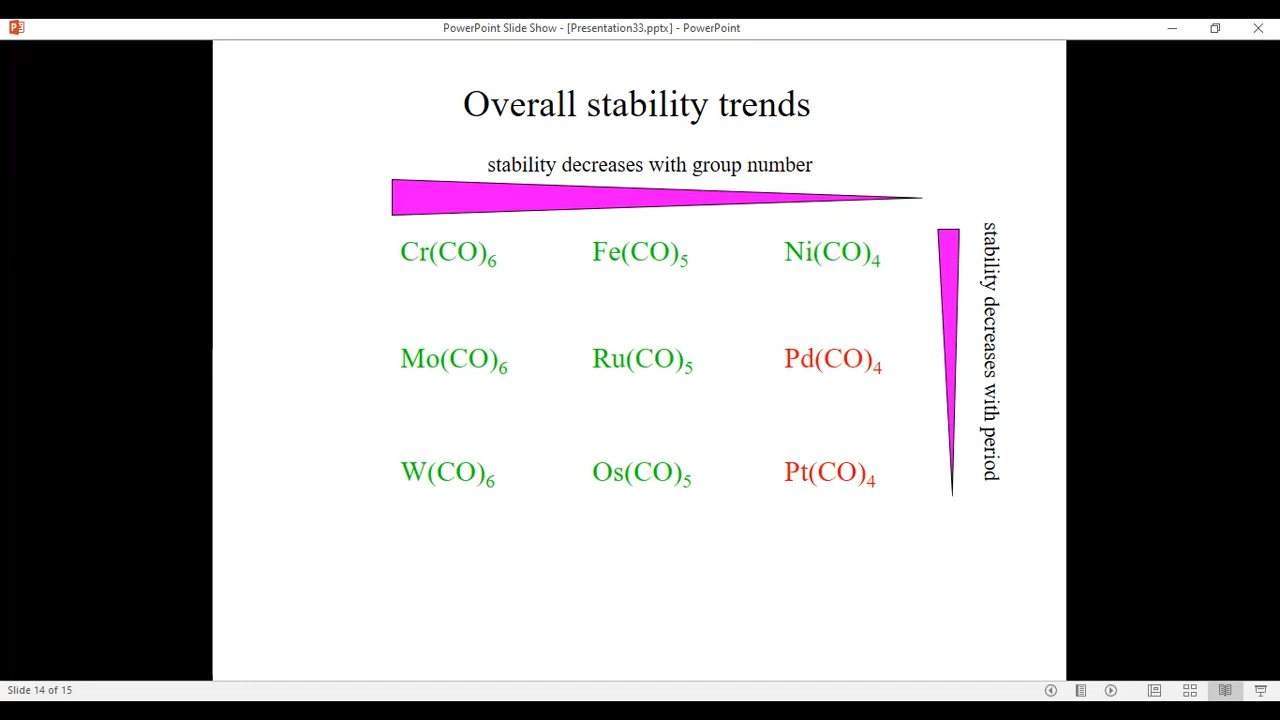 PowerPoint Slide Show - [Presentation33.pptx] - PowerPoint
Overall stability trends
stability decreases with group number
Cr(CO)₆ Fe(CO)₅ Ni(CO)₄
Mo(CO)₆ Ru(CO)₅ Pd(CO)₄
W(CO)₆ Os(CO)₅ Pt(CO)₄
stability decreases with period
Slide 14 of 15